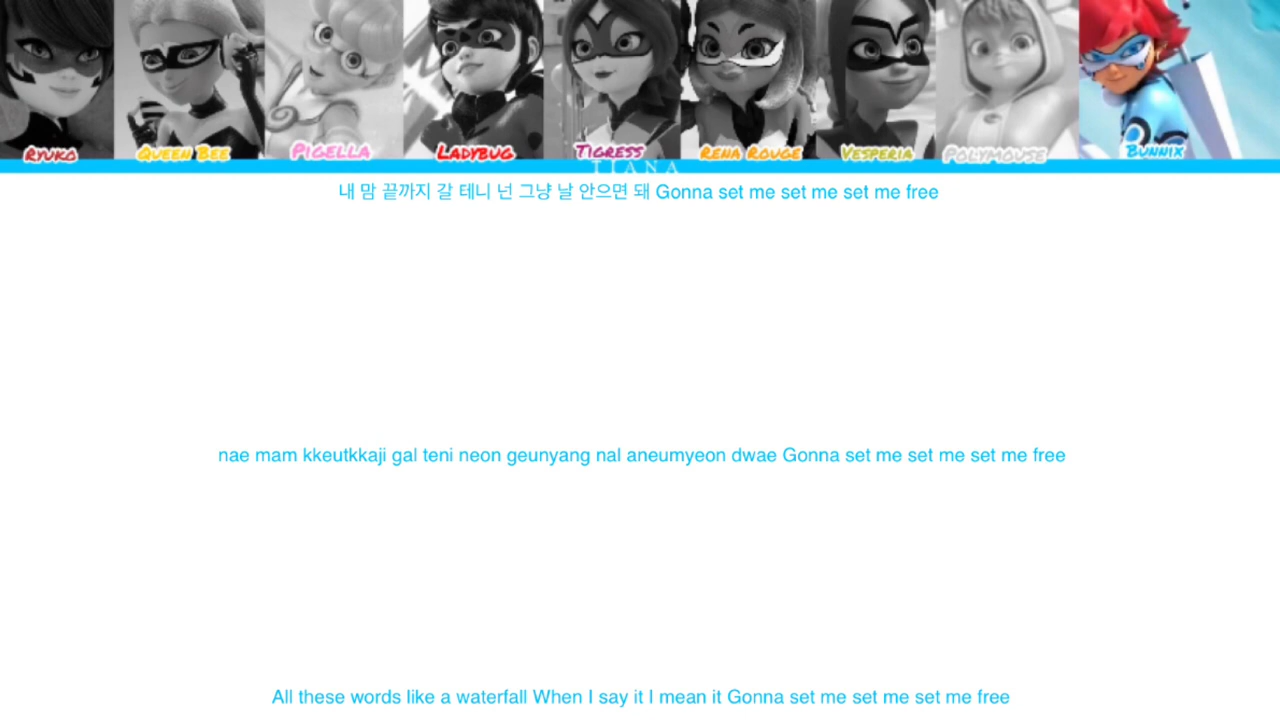 Ryuko
Queen Bee
Pigella
Ladybug
Tigress
Rena Rouge
Vesperia
Polymouse
Bunnix
TIANA
내 맘 끝까지 갈 테니 넌 그냥 날 안으면 돼 Gonna set me set me set me free
nae mam kkeutkkaji gal teni neon geunyang nal aneumyeon dwae Gonna set me set me set me free
All these words like a waterfall When I say it I mean it Gonna set me set me set me free